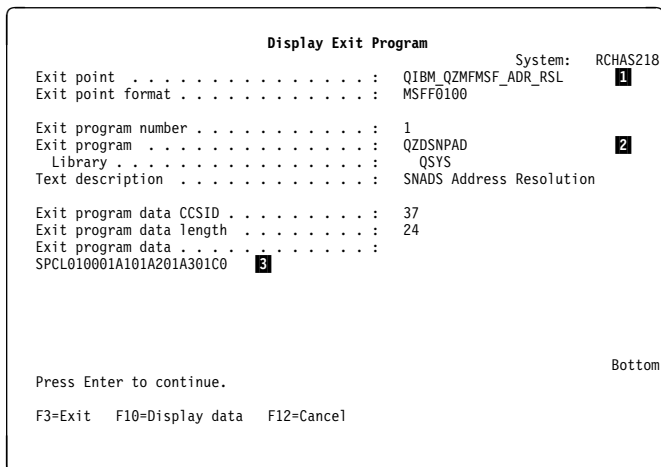 Display Exit Program
System: RCHAS218
Exit point . . . . . . . . . . . . . . . : QIBM_QZMFMSF_ADR_RSL 1
Exit point format . . . . . . . . . . . . : MSFF0100
Exit program number . . . . . . . . . . . : 1
Exit program . . . . . . . . . . . . . . : QZDSNPAD 2
Library . . . . . . . . . . . . . . . . : QSYS
Text description . . . . . . . . . . . . : SNADS Address Resolution
Exit program data CCSID . . . . . . . . . : 37
Exit program data length . . . . . . . . : 24
Exit program data . . . . . . . . . . . . :
SPCL010001A101A201A301C0 3
Bottom
Press Enter to continue.
F3=Exit F10=Display data F12=Cancel